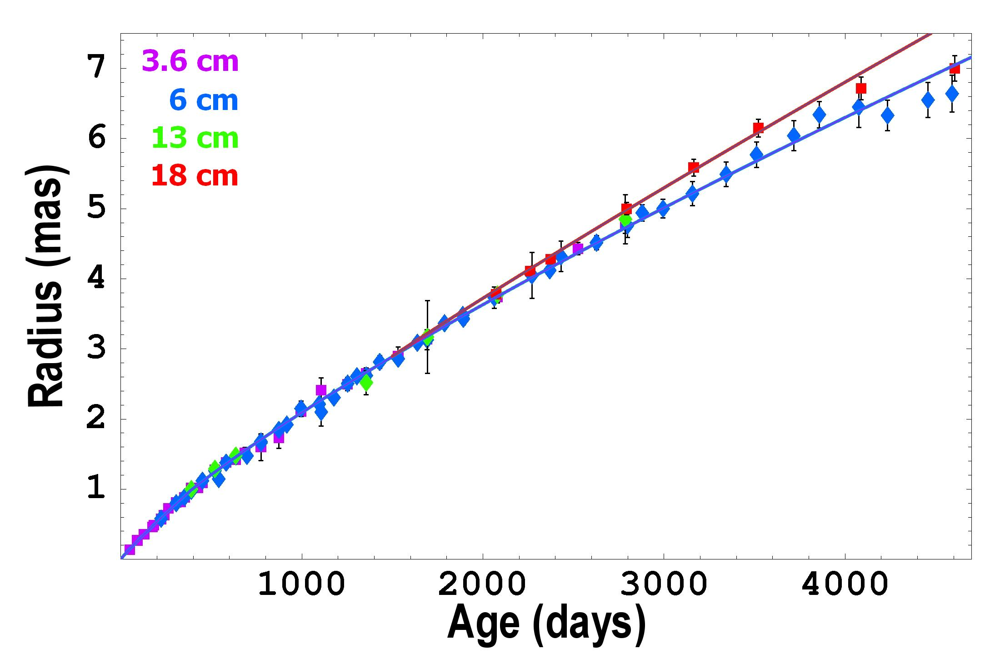 3.6 cm
6 cm
13 cm
18 cm
7
6
5
4
3
2
1
Radius (mas)
1000 2000 3000 4000
Age (days)